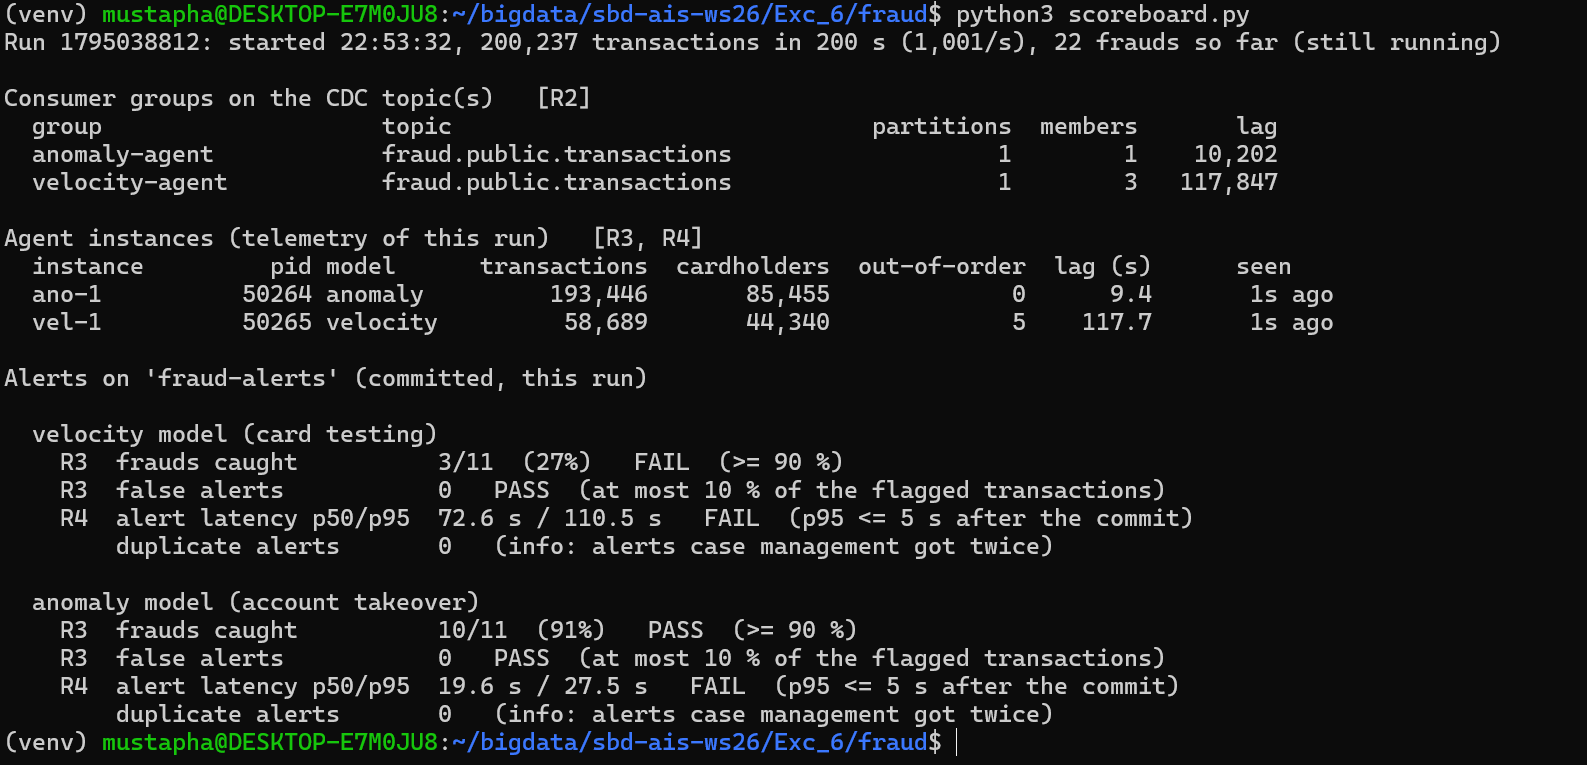 (venv) mustapha@DESKTOP-E7M0JU8:~/bigdata/sbd-ais-ws26/Exc_6/fraud$ python3 scoreboard.py
Run 1795038812: started 22:53:32, 200,237 transactions in 200 s (1,001/s), 22 frauds so far (still running)

Consumer groups on the CDC topic(s)   [R2]
  group                    topic                              partitions  members       lag
  anomaly-agent            fraud.public.transactions                   1        1    10,202
  velocity-agent           fraud.public.transactions                   1        3   117,847

Agent instances (telemetry of this run)   [R3, R4]
  instance         pid model      transactions  cardholders  out-of-order  lag (s)      seen
  ano-1          50264 anomaly         193,446       85,455             0      9.4       1s ago
  vel-1          50265 velocity         58,689       44,340             5    117.7       1s ago

Alerts on 'fraud-alerts' (committed, this run)

  velocity model (card testing)
    R3  frauds caught          3/11  (27%)   FAIL  (>= 90 %)
    R3  false alerts           0   PASS  (at most 10 % of the flagged transactions)
    R4  alert latency p50/p95  72.6 s / 110.5 s   FAIL  (p95 <= 5 s after the commit)
        duplicate alerts       0   (info: alerts case management got twice)

  anomaly model (account takeover)
    R3  frauds caught          10/11  (91%)   PASS  (>= 90 %)
    R3  false alerts           0   PASS  (at most 10 % of the flagged transactions)
    R4  alert latency p50/p95  19.6 s / 27.5 s   FAIL  (p95 <= 5 s after the commit)
        duplicate alerts       0   (info: alerts case management got twice)
(venv) mustapha@DESKTOP-E7M0JU8:~/bigdata/sbd-ais-ws26/Exc_6/fraud$